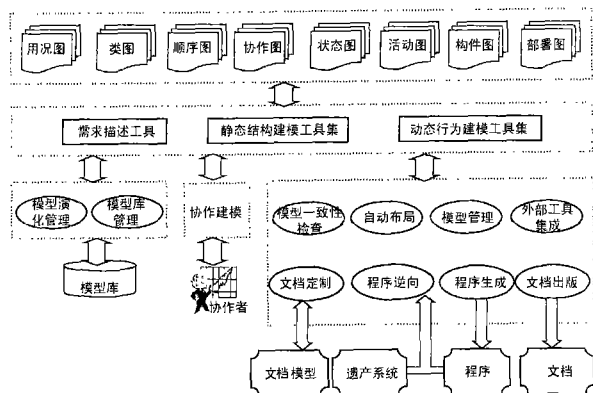 用况图
类图
顺序图
协作图
状态图
活动图
构件图
部署图
需求描述工具
静态结构建模工具集
动态行为建模工具集
模型演
化管理
模型库
管理
协作建模
模型一致性
检查
自动布局
模型管理
外部工具
集成
模型库
协作者
文档定制
程序逆向
程序生成
文档出版
文档模型
遗产系统
程序
文档